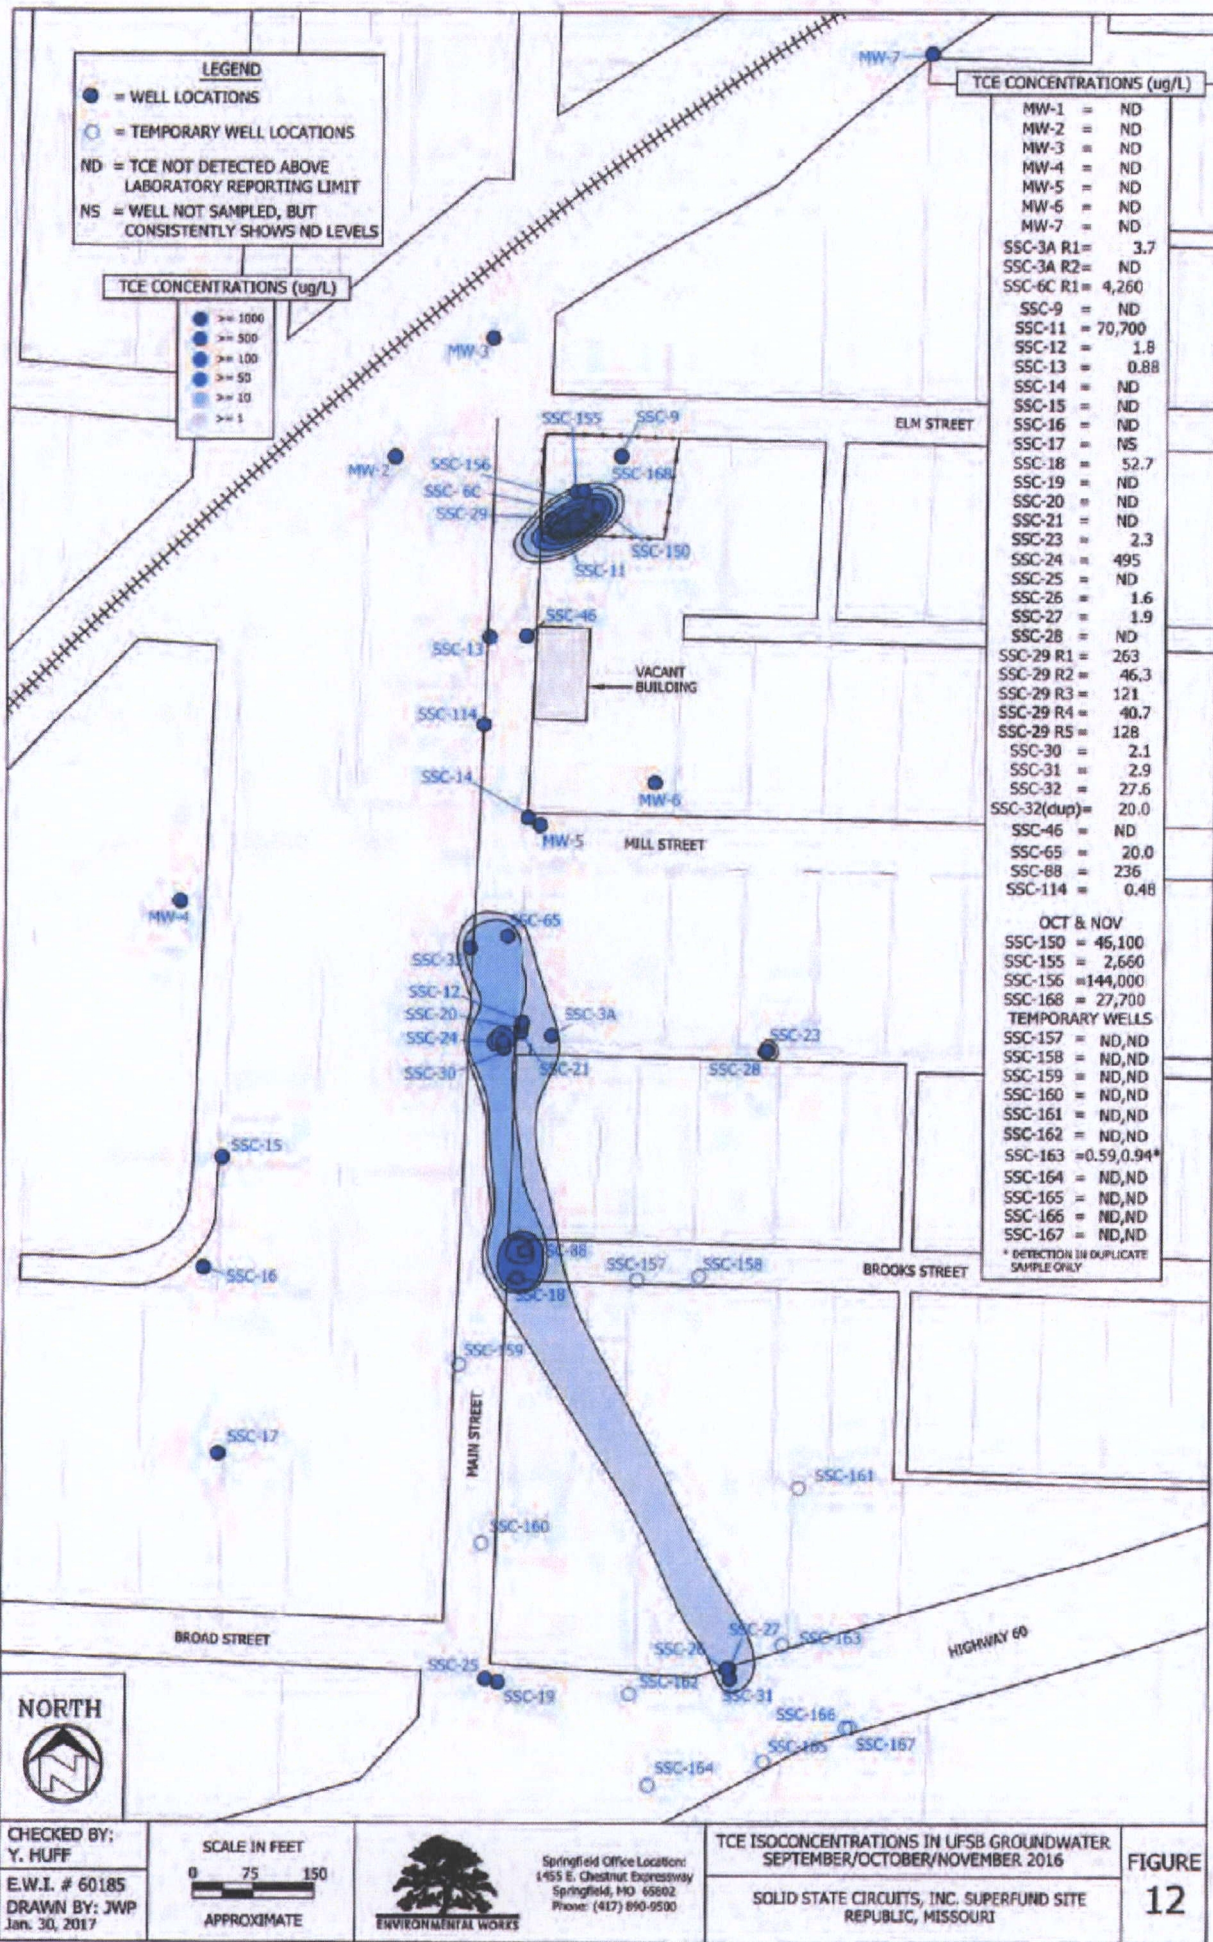 LEGEND
= WELL LOCATIONS
= TEMPORARY WELL LOCATIONS
ND = TCE NOT DETECTED ABOVE
LABORATORY REPORTING LIMIT
NS = WELL NOT SAMPLED, BUT
CONSISTENTLY SHOWS ND LEVELS
TCE CONCENTRATIONS (ug/L)
>= 1000
>= 500
>= 100
>= 50
>= 10
>= 1
MW-7
TCE CONCENTRATIONS (ug/L)
MW-1 = ND
MW-2 = ND
MW-3 = ND
MW-4 = ND
MW-5 = ND
MW-6 = ND
MW-7 = ND
SSC-3A R1= 3.7
SSC-3A R2= ND
SSC-6C R1= 4,260
SSC-9 = ND
SSC-11 = 70,700
SSC-12 = 1.8
SSC-13 = 0.88
SSC-14 = ND
SSC-15 = ND
SSC-16 = ND
SSC-17 = NS
SSC-18 = 52.7
SSC-19 = ND
SSC-20 = ND
SSC-21 = ND
SSC-23 = 2.3
SSC-24 = 495
SSC-25 = ND
SSC-26 = 1.6
SSC-27 = 1.9
SSC-28 = ND
SSC-29 R1 = 263
SSC-29 R2 = 46.3
SSC-29 R3 = 121
SSC-29 R4 = 40.7
SSC-29 R5 = 128
SSC-30 = 2.1
SSC-31 = 2.9
SSC-32 = 27.6
SSC-32(dup)= 20.0
SSC-46 = ND
SSC-65 = 20.0
SSC-88 = 236
SSC-114 = 0.48
OCT & NOV
SSC-150 = 46,100
SSC-155 = 2,660
SSC-156 =144,000
SSC-168 = 27,700
TEMPORARY WELLS
SSC-157 = ND,ND
SSC-158 = ND,ND
SSC-159 = ND,ND
SSC-160 = ND,ND
SSC-161 = ND,ND
SSC-162 = ND,ND
SSC-163 =0.59,0.94*
SSC-164 = ND,ND
SSC-165 = ND,ND
SSC-166 = ND,ND
SSC-167 = ND,ND
* DETECTION IN DUPLICATE
SAMPLE ONLY
MW-3
ELM STREET
SSC-155
SSC-9
MW-2
SSC-156
SSC-168
SSC- 6C
SSC-29
SSC-150
SSC-11
SSC-46
SSC-13
VACANT
BUILDING
SSC-114
SSC-14
MW-6
MW-5
MILL STREET
MW-4
SSC-65
SSC-32
SSC-12
SSC-20
SSC-3A
SSC-24
SSC-23
SSC-30
SSC-21
SSC-28
SSC-15
SSC-88
SSC-16
SSC-157
SSC-158
BROOKS STREET
SSC-18
SSC-159
MAIN STREET
SSC-17
SSC-161
SSC-160
BROAD STREET
SSC-27
SSC-163
HIGHWAY 60
SSC-26
SSC-25
SSC-19
SSC-162
SSC-31
SSC-166
SSC-167
SSC-165
SSC-164
NORTH
N
CHECKED BY:
Y. HUFF
E.W.I. # 60185
DRAWN BY: JWP
Jan. 30, 2017
SCALE IN FEET
0 75 150
APPROXIMATE
ENVIRONMENTAL WORKS
Springfield Office Location:
1455 E. Chestnut Expressway
Springfield, MO 65802
Phone: (417) 890-9500
TCE ISOCONCENTRATIONS IN UFSB GROUNDWATER
SEPTEMBER/OCTOBER/NOVEMBER 2016
SOLID STATE CIRCUITS, INC. SUPERFUND SITE
REPUBLIC, MISSOURI
FIGURE
12